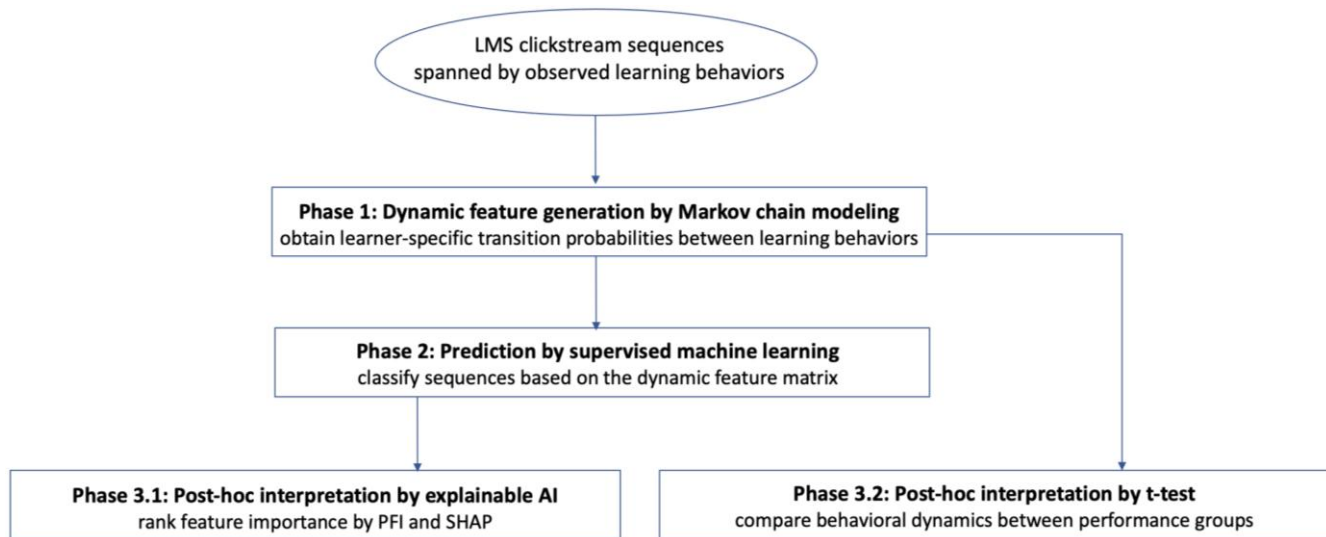 LMS clickstream sequences
spanned by observed learning behaviors
Phase 1: Dynamic feature generation by Markov chain modeling
obtain learner-specific transition probabilities between learning behaviors
Phase 2: Prediction by supervised machine learning
classify sequences based on the dynamic feature matrix
Phase 3.1: Post-hoc interpretation by explainable AI
rank feature importance by PFI and SHAP
Phase 3.2: Post-hoc interpretation by t-test
compare behavioral dynamics between performance groups